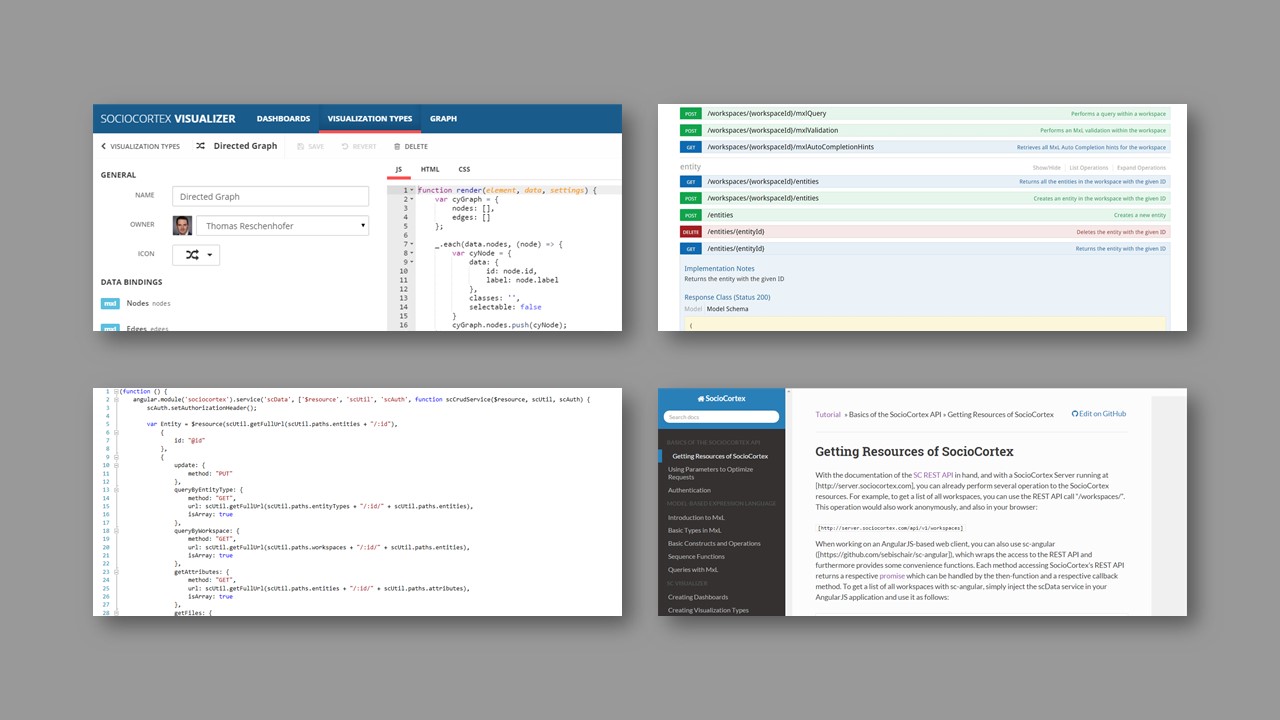 SOCIOCORTEX VISUALIZER DASHBOARDS VISUALIZATION TYPES GRAPH
VISUALIZATION TYPES Directed Graph SAVE REVERT DELETE
GENERAL
NAME Directed Graph
OWNER Thomas Reschenhofer
ICON
DATA BINDINGS
mxl Nodes nodes
mxl Edges edges
JS HTML CSS
1 function render(element, data, settings) {
2 var cyGraph = {
3 nodes: [],
4 edges: []
5 };
6
7 _.each(data.nodes, (node) => {
8 var cyNode = {
9 data: {
10 id: node.id,
11 label: node.label
12 },
13 classes: '',
14 selectable: false
15 }
16 cyGraph.nodes.push(cyNode);
POST /workspaces/{workspaceId}/mxlQuery Performs a query within a workspace
POST /workspaces/{workspaceId}/mxlValidation Performs an MxL validation within the workspace
GET /workspaces/{workspaceId}/mxlAutoCompletionHints Retrieves all MxL Auto Completion hints for the workspace
entity Show/Hide List Operations Expand Operations
GET /workspaces/{workspaceId}/entities Returns all the entities in the workspace with the given ID
POST /workspaces/{workspaceId}/entities Creates an entity in the workspace with the given ID
POST /entities Creates a new entity
DELETE /entities/{entityId} Deletes the entity with the given ID
GET /entities/{entityId} Returns the entity with the given ID
Implementation Notes
Returns the entity with the given ID
Response Class (Status 200)
Model Model Schema
{
1 (function () {
2 angular.module('sociocortex').service('scData', ['$resource', 'scUtil', 'scAuth', function scCrudService($resource, scUtil, scAuth) {
3 scAuth.setAuthorizationHeader();
4
5 var Entity = $resource(scUtil.getFullUrl(scUtil.paths.entities + "/:id"),
6 {
7 id: "@id"
8 },
9 {
10 update: {
11 method: "PUT"
12 },
13 queryByEntityType: {
14 method: "GET",
15 url: scUtil.getFullUrl(scUtil.paths.entityTypes + "/:id/" + scUtil.paths.entities),
16 isArray: true
17 },
18 queryByWorkspace: {
19 method: "GET",
20 url: scUtil.getFullUrl(scUtil.paths.workspaces + "/:id/" + scUtil.paths.entities),
21 isArray: true
22 },
23 getAttributes: {
24 method: "GET",
25 url: scUtil.getFullUrl(scUtil.paths.entities + "/:id/" + scUtil.paths.attributes),
26 isArray: true
27 },
28 getFiles: {
SocioCortex
Search docs
BASICS OF THE SOCIOCORTEX API
Getting Resources of SocioCortex
Using Parameters to Optimize
Requests
Authentication
MODEL-BASED EXPRESSION LANGUAGE
Introduction to MxL
Basic Types in MxL
Basic Constructs and Operations
Sequence Functions
Queries with MxL
SC VISUALIZER
Creating Dashboards
Creating Visualization Types
Tutorial » Basics of the SocioCortex API » Getting Resources of SocioCortex Edit on GitHub
Getting Resources of SocioCortex
With the documentation of the SC REST API in hand, and with a SocioCortex Server running at
[http://server.sociocortex.com], you can already perform several operation to the SocioCortex
resources. For example, to get a list of all workspaces, you can use the REST API call "/workspaces/".
This operation would also work anonymously, and also in your browser:
[http://server.sociocortex.com/api/v1/workspaces]
When working on an AngularJS-based web client, you can also use sc-angular
([https://github.com/sebischair/sc-angular]), which wraps the access to the REST API and
furthermore provides some convenience functions. Each method accessing SocioCortex's REST API
returns a respective promise which can be handled by the then-function and a respective callback
method. To get a list of all workspaces with sc-angular, simply inject the scData service in your
AngularJS application and use it as follows: